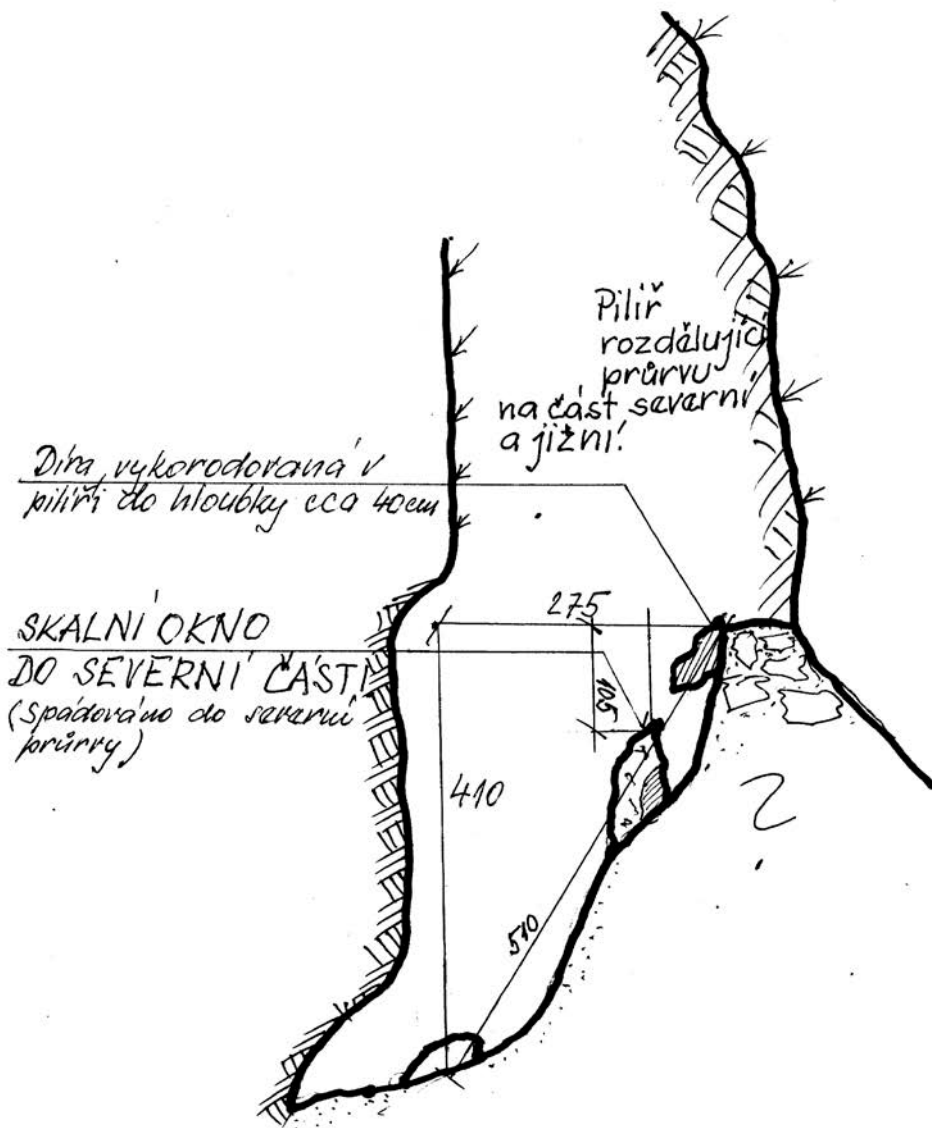 Pilíř
rozdělující
průrvu
na část severní
a jižní!
Díra vykorodovaná v
pilíři do hloubky cca 40cm
275
SKALNÍ OKNO
DO SEVERNÍ ČÁSTI
(Spádováno do severní
průrvy)
105
410
510